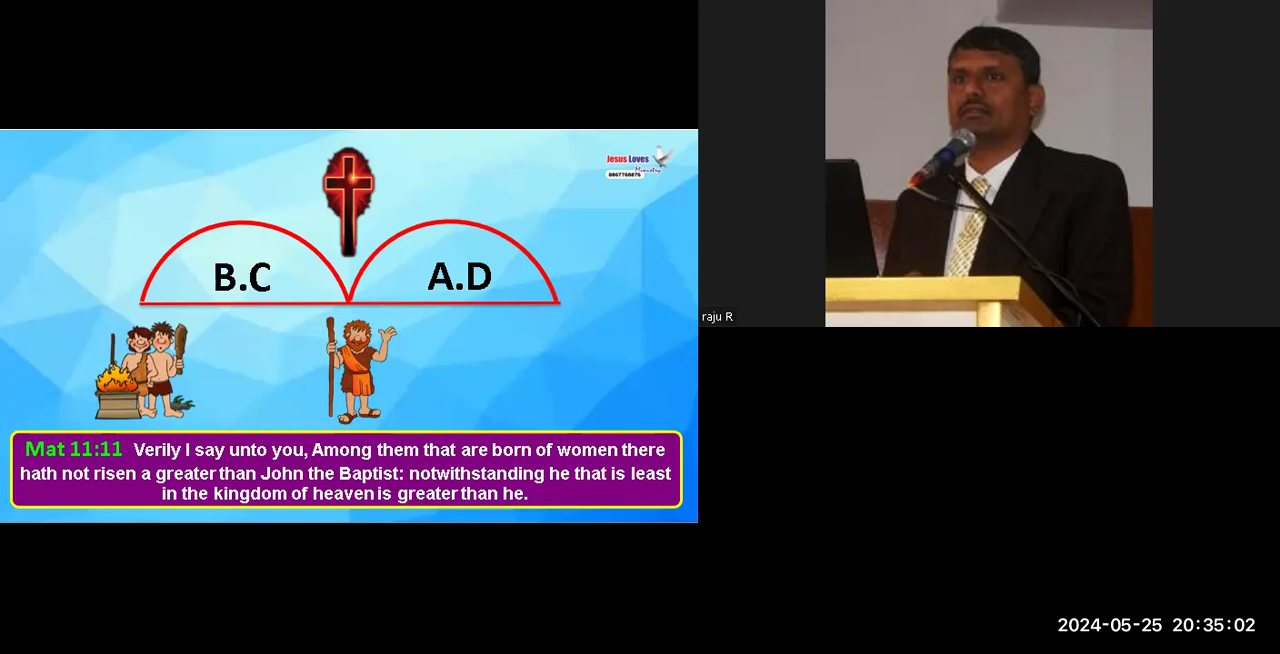 Jesus Loves
Ministry
8867768876
B.C
A.D
Mat 11:11 Verily I say unto you, Among them that are born of women there
hath not risen a greater than John the Baptist: notwithstanding he that is least
in the kingdom of heaven is greater than he.
raju R
2024-05-25 20:35:02